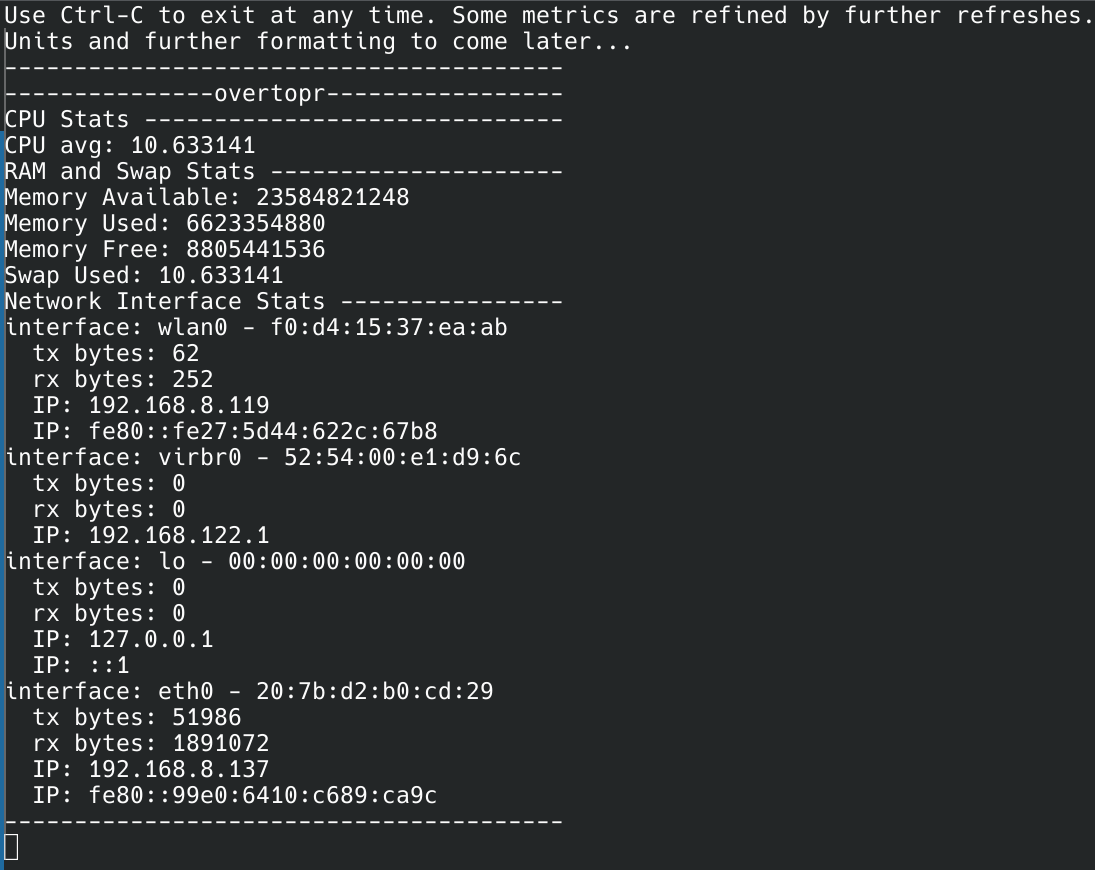 Use Ctrl-C to exit at any time. Some metrics are refined by further refreshes.
Units and further formatting to come later...
----------------------------------------
---------------overtopr-----------------
CPU Stats ------------------------------
CPU avg: 10.633141
RAM and Swap Stats ---------------------
Memory Available: 23584821248
Memory Used: 6623354880
Memory Free: 8805441536
Swap Used: 10.633141
Network Interface Stats ----------------
interface: wlan0 - f0:d4:15:37:ea:ab
  tx bytes: 62
  rx bytes: 252
  IP: 192.168.8.119
  IP: fe80::fe27:5d44:622c:67b8
interface: virbr0 - 52:54:00:e1:d9:6c
  tx bytes: 0
  rx bytes: 0
  IP: 192.168.122.1
interface: lo - 00:00:00:00:00:00
  tx bytes: 0
  rx bytes: 0
  IP: 127.0.0.1
  IP: ::1
interface: eth0 - 20:7b:d2:b0:cd:29
  tx bytes: 51986
  rx bytes: 1891072
  IP: 192.168.8.137
  IP: fe80::99e0:6410:c689:ca9c
----------------------------------------